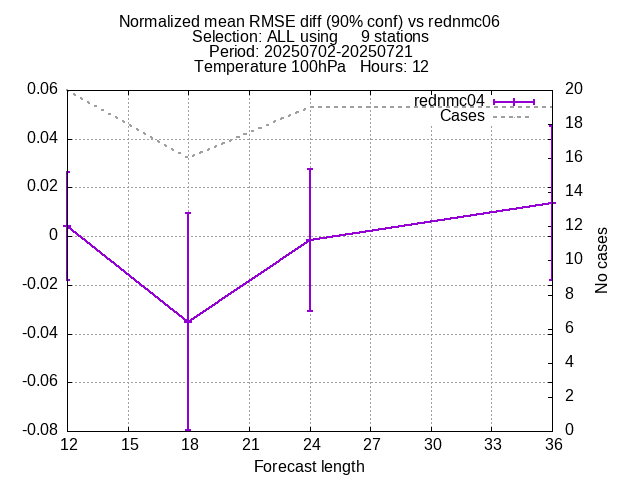 Normalized mean RMSE diff (90% conf) vs rednmc06
Selection: ALL using     9 stations
Period: 20250702-20250721
Temperature 100hPa   Hours: 12
rednmc04
Cases
0.06
0.04
0.02
0
-0.02
-0.04
-0.06
-0.08
20
18
16
14
12
10
8
6
4
2
0
No cases
12 15 18 21 24 27 30 33 36
Forecast length